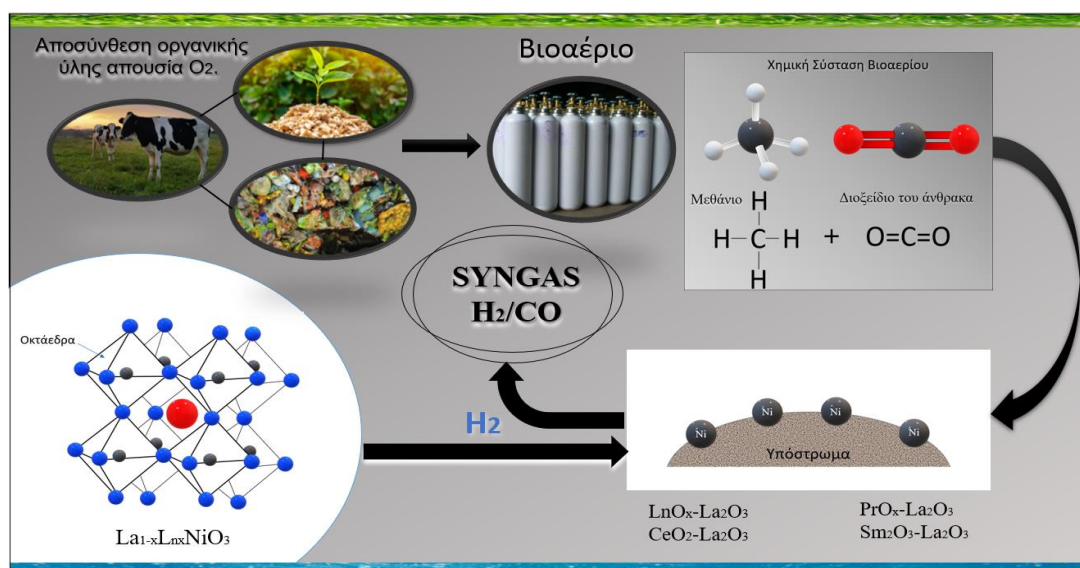 Αποσύνθεση οργανικής
ύλης απουσία O₂.
Βιοαέριο
Χημική Σύσταση Βιοαερίου
Μεθάνιο
Διοξείδιο του άνθρακα
H
H–C–H + O=C=O
H
SYNGAS
H₂/CO
Οκτάεδρα
H₂
Ni Ni Ni Ni
Υπόστρωμα
La₁₋ₓLnₓNiO₃
LnOₓ-La₂O₃ PrOₓ-La₂O₃
CeO₂-La₂O₃ Sm₂O₃-La₂O₃